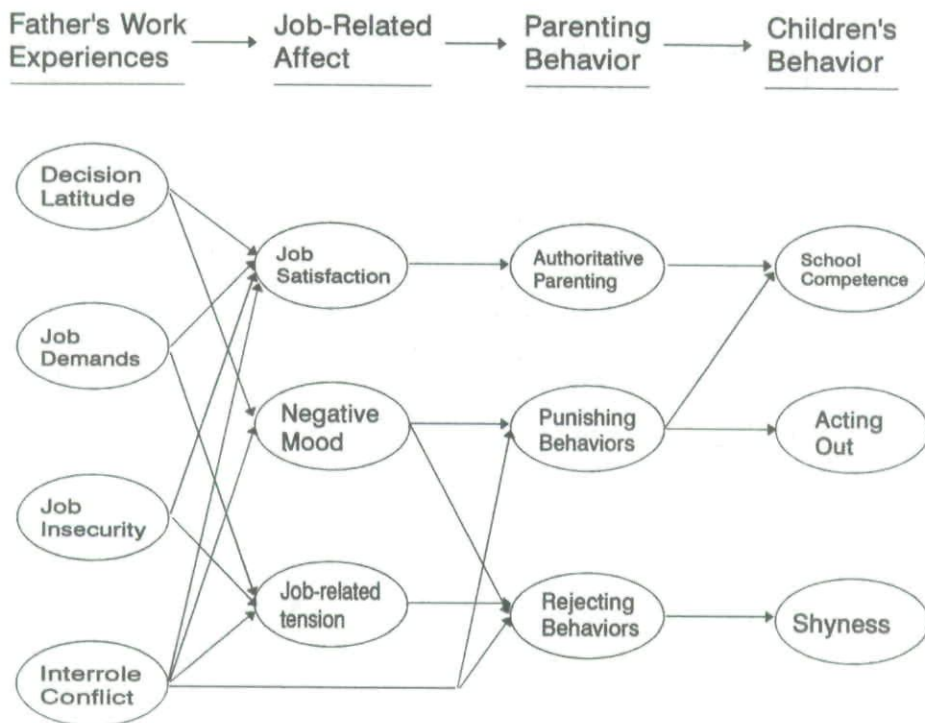 Father's Work
Experiences
Job-Related
Affect
Parenting
Behavior
Children's
Behavior
Decision
Latitude
Job
Satisfaction
Authoritative
Parenting
School
Competence
Job
Demands
Negative
Mood
Punishing
Behaviors
Acting
Out
Job
Insecurity
Job-related
tension
Rejecting
Behaviors
Shyness
Interrole
Conflict